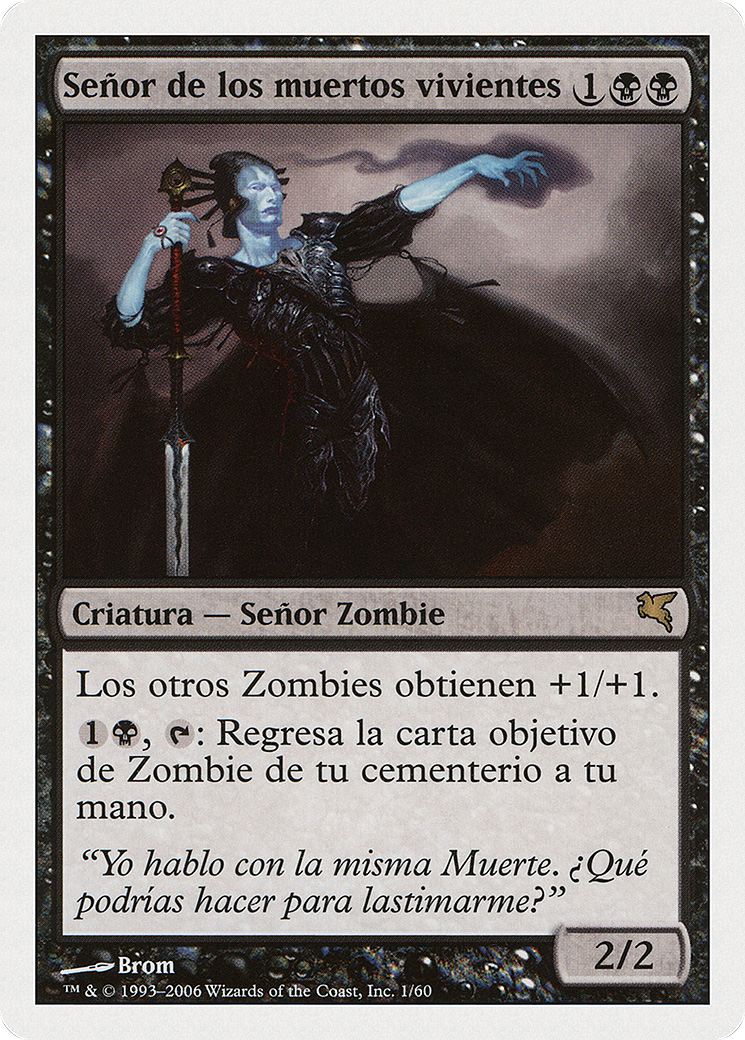 Señor de los muertos vivientes 1
Criatura — Señor Zombie
Los otros Zombies obtienen +1/+1.
1 , : Regresa la carta objetivo
de Zombie de tu cementerio a tu
mano.
“Yo hablo con la misma Muerte. ¿Qué
podrías hacer para lastimarme?”
2/2
Brom
™ & © 1993–2006 Wizards of the Coast, Inc. 1/60